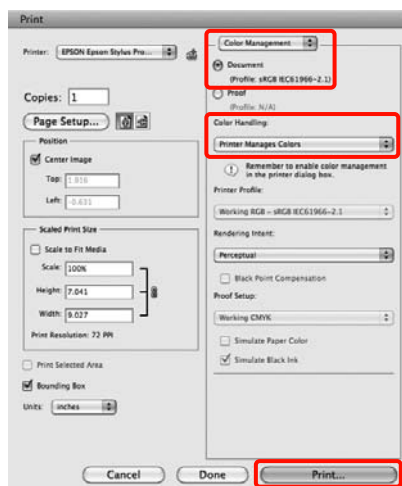 Print
Printer: EPSON Epson Stylus Pro...
Copies: 1
Page Setup...
Position
Center Image
Top: 1.916
Left: -0.631
Scaled Print Size
Scale to Fit Media
Scale: 100%
Height: 7.041
Width: 9.027
Print Resolution: 72 PPI
Print Selected Area
Bounding Box
Units: inches
Color Management
Document
(Profile: sRGB IEC61966-2.1)
Proof
(Profile: N/A)
Color Handling:
Printer Manages Colors
Remember to enable color management
in the printer dialog box.
Printer Profile:
Working RGB - sRGB IEC61966-2.1
Rendering Intent:
Perceptual
Black Point Compensation
Proof Setup:
Working CMYK
Simulate Paper Color
Simulate Black Ink
Cancel
Done
Print...